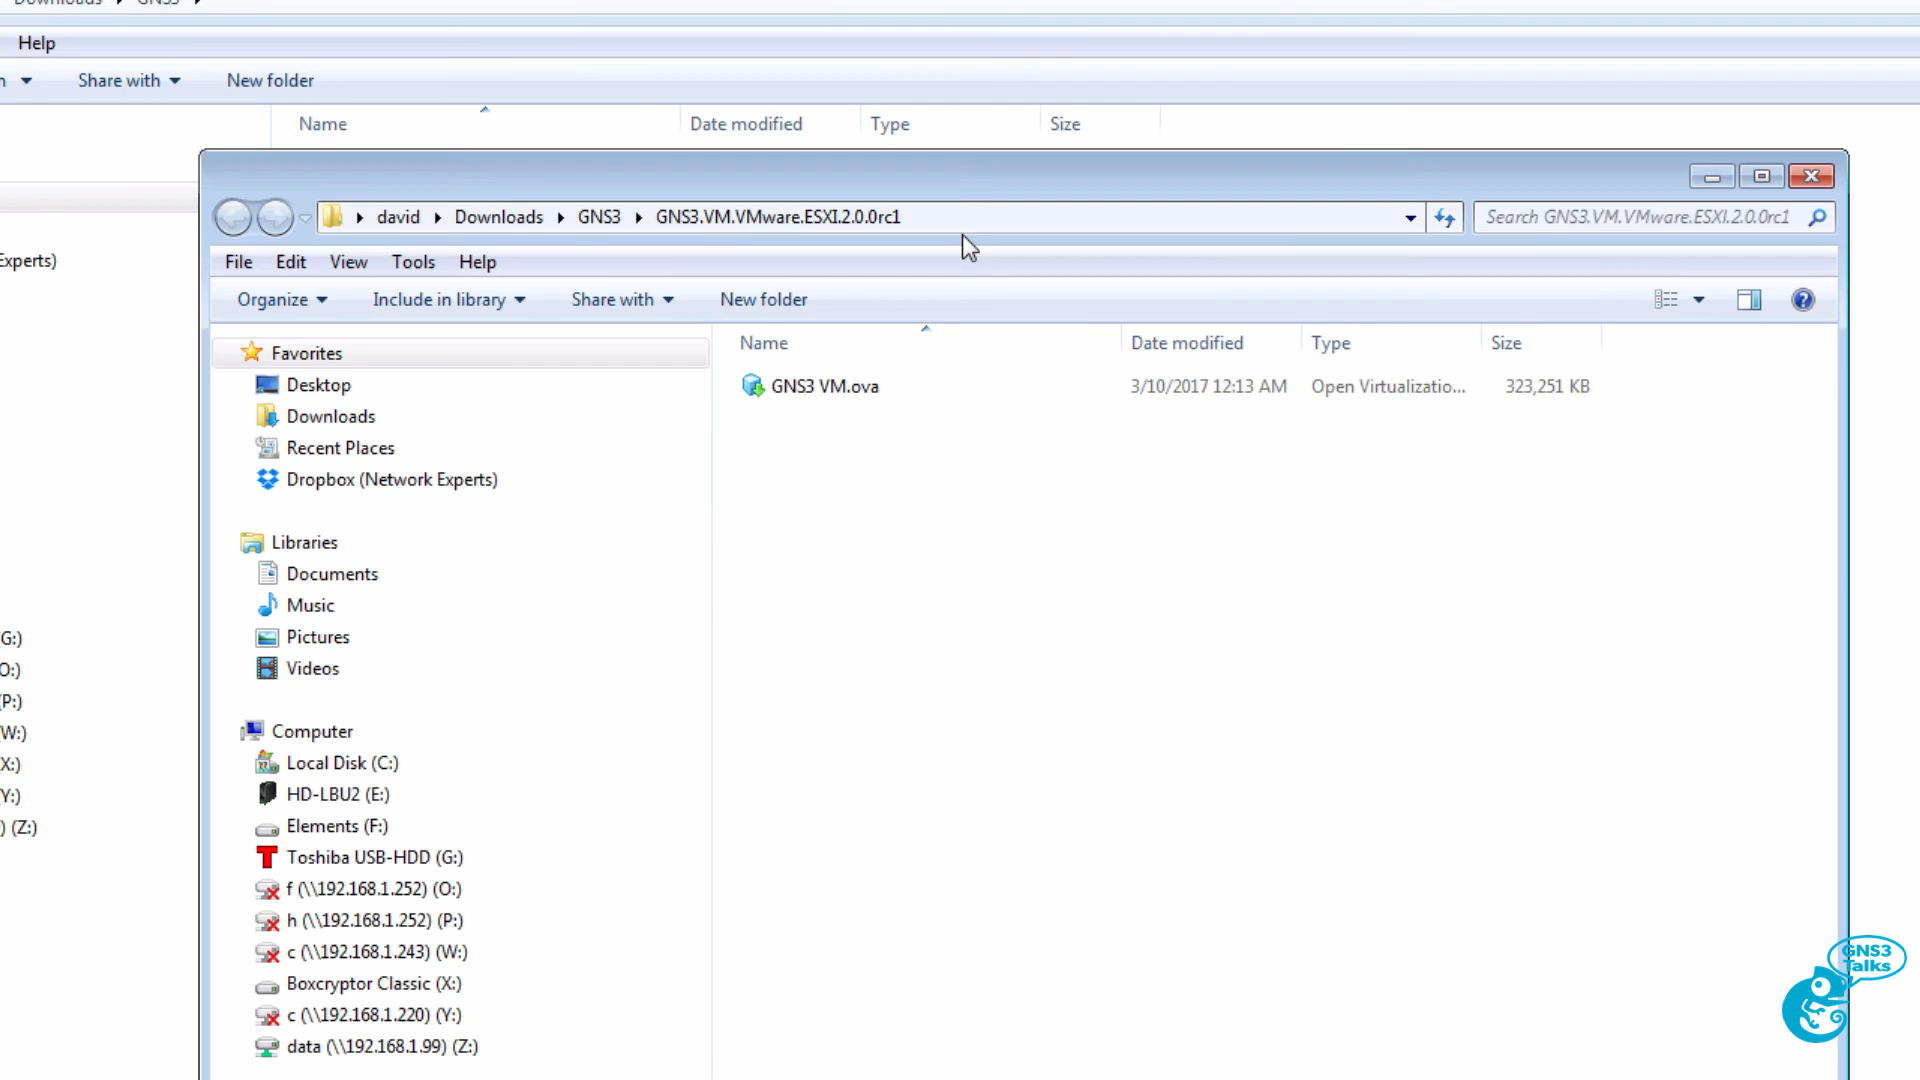 Downloads GNS3
Help
Share with New folder
Name Date modified Type Size
david Downloads GNS3 GNS3.VM.VMware.ESXI.2.0.0rc1 Search GNS3.VM.VMware.ESXI.2.0.0rc1
File Edit View Tools Help
Organize Include in library Share with New folder
Name Date modified Type Size
GNS3 VM.ova 3/10/2017 12:13 AM Open Virtualizatio... 323,251 KB
Favorites
Desktop
Downloads
Recent Places
Dropbox (Network Experts)
Libraries
Documents
Music
Pictures
Videos
Computer
Local Disk (C:)
HD-LBU2 (E:)
Elements (F:)
Toshiba USB-HDD (G:)
f (\\192.168.1.252) (O:)
h (\\192.168.1.252) (P:)
c (\\192.168.1.243) (W:)
Boxcryptor Classic (X:)
c (\\192.168.1.220) (Y:)
data (\\192.168.1.99) (Z:)
Experts)
(G:)
O:)
(P:)
(W:)
X:)
Y:)
) (Z:)
GNS3
Talks